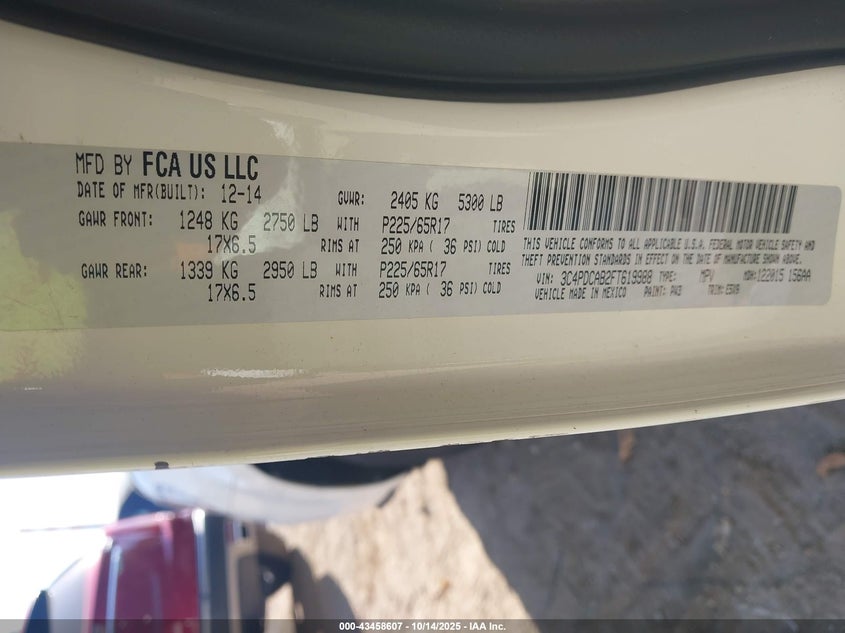 MFD BY FCA US LLC
DATE OF MFR(BUILT): 12-14 GVWR: 2405 KG 5300 LB
GAWR FRONT: 1248 KG 2750 LB WITH P225/65R17 TIRES
17X6.5 RIMS AT 250 KPA ( 36 PSI) COLD
GAWR REAR: 1339 KG 2950 LB WITH P225/65R17 TIRES
17X6.5 RIMS AT 250 KPA ( 36 PSI) COLD
THIS VEHICLE CONFORMS TO ALL APPLICABLE U.S.A. FEDERAL MOTOR VEHICLE SAFETY AND
THEFT PREVENTION STANDARDS IN EFFECT ON THE DATE OF MANUFACTURE SHOWN ABOVE.
VIN: 3C4PDCAB2FT619988 TYPE: MPV MDH: 122015 156AA
VEHICLE MADE IN MEXICO PAINT: PW3 TRIM:
000-43458607 - 10/14/2025 - IAA Inc.